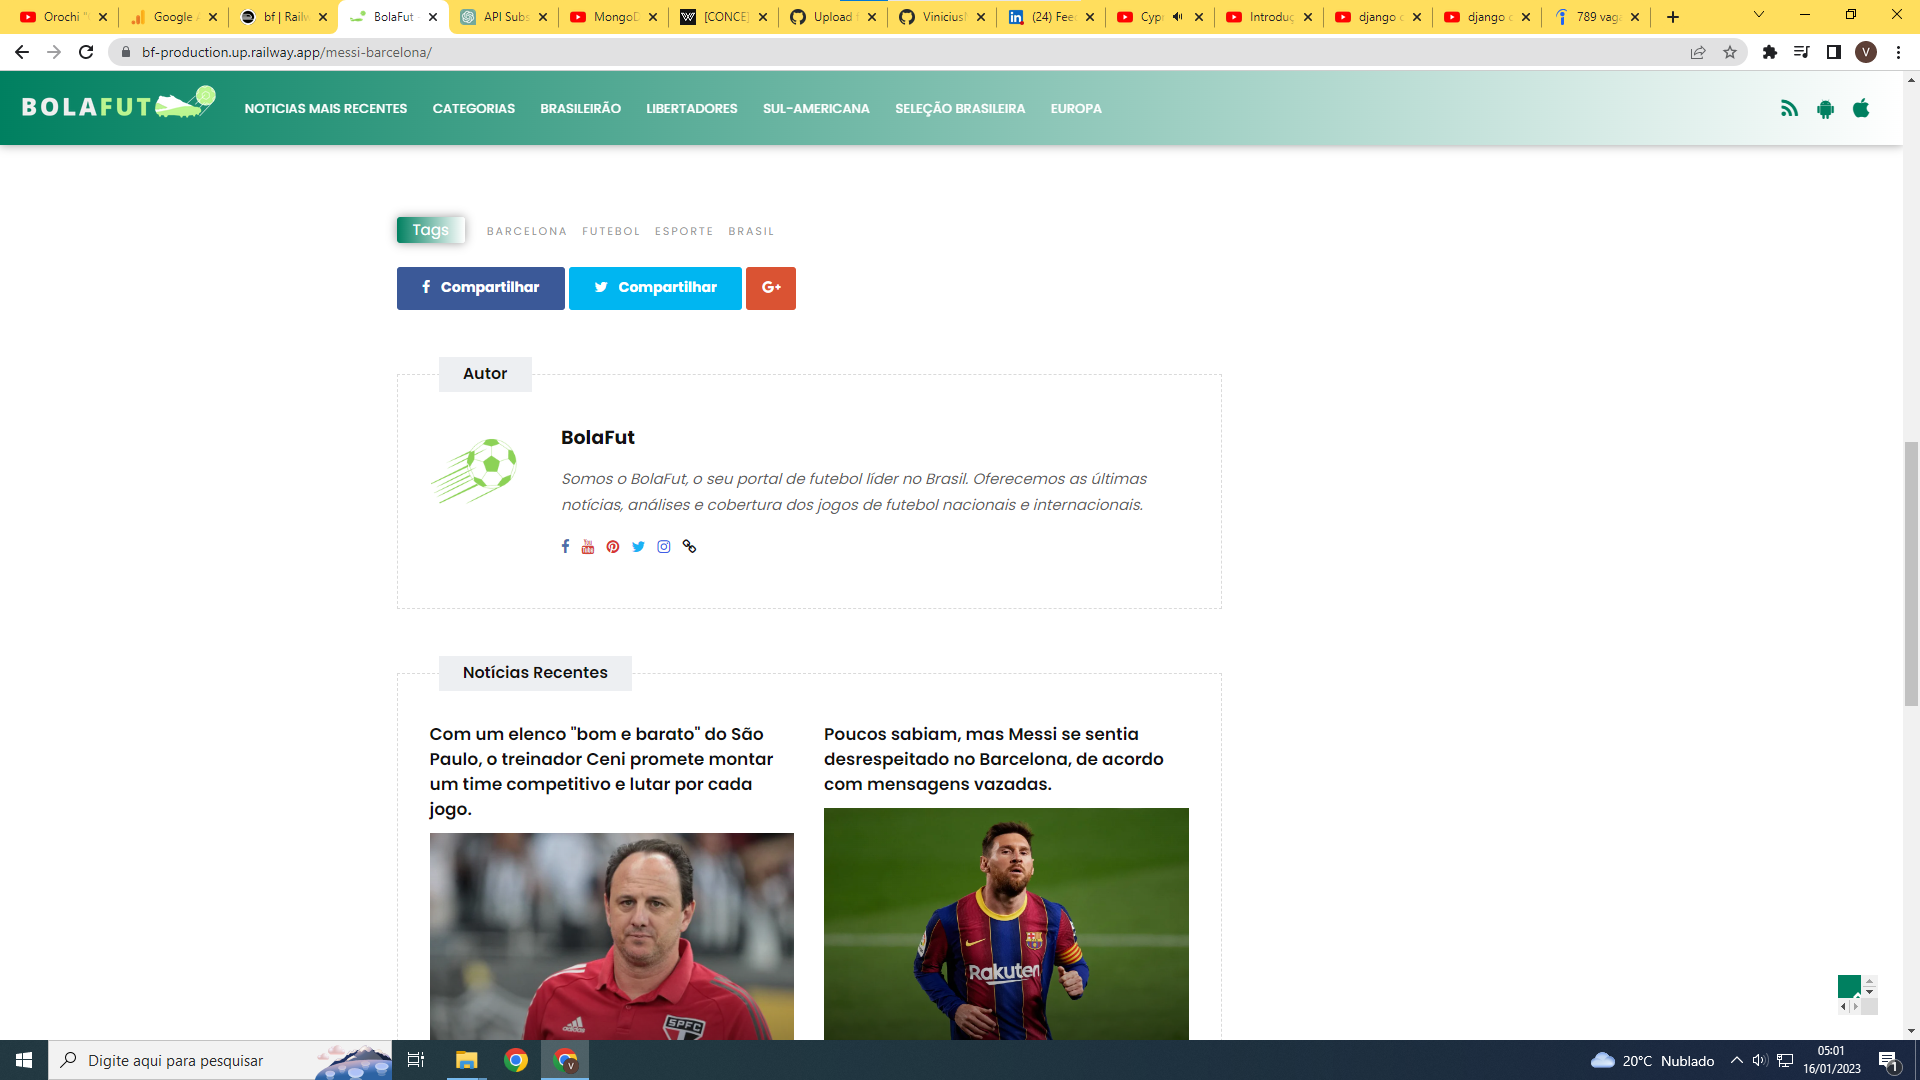 Orochi "
Google A
bf | Railw
BolaFut
API Subs
MongoD
[CONCE]
Upload f
Vinicius
(24) Feed
Cyp
Introduç
django
django
789 vaga
bf-production.up.railway.app/messi-barcelona/
V
BOLAFUT
NOTICIAS MAIS RECENTES
CATEGORIAS
BRASILEIRÃO
LIBERTADORES
SUL-AMERICANA
SELEÇÃO BRASILEIRA
EUROPA
Tags
BARCELONA FUTEBOL ESPORTE BRASIL
Compartilhar
Compartilhar
G+
Autor
BolaFut
Somos o BolaFut, o seu portal de futebol líder no Brasil. Oferecemos as últimas
notícias, análises e cobertura dos jogos de futebol nacionais e internacionais.
Notícias Recentes
Com um elenco "bom e barato" do São
Paulo, o treinador Ceni promete montar
um time competitivo e lutar por cada
jogo.
adidas
SPFC
Poucos sabiam, mas Messi se sentia
desrespeitado no Barcelona, de acordo
com mensagens vazadas.
Rakuten
Digite aqui para pesquisar
20°C Nublado
05:01
16/01/2023
1